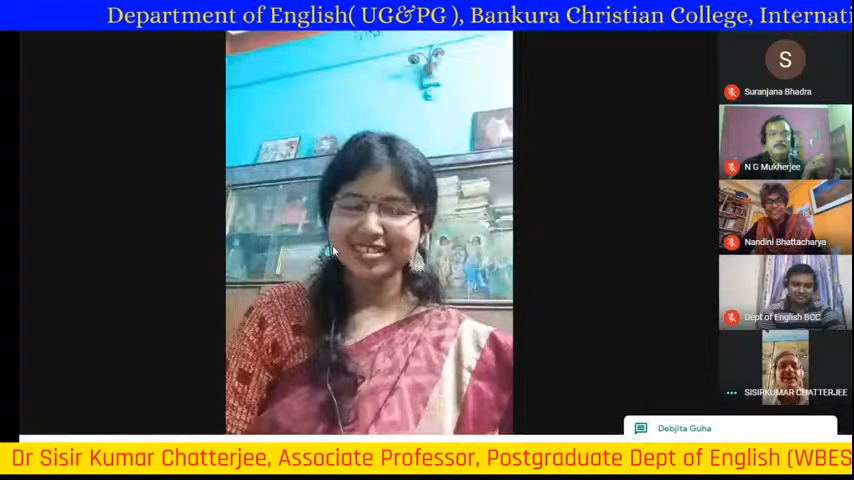 Department of English( UG&PG ), Bankura Christian College, Internati
S
Suranjana Bhadra
N G Mukherjee
Nandini Bhattacharya
Dept of English BCC
SISIRKUMAR CHATTERJEE
Debjita Guha
Dr Sisir Kumar Chatterjee, Associate Professor, Postgraduate Dept of English (WBES